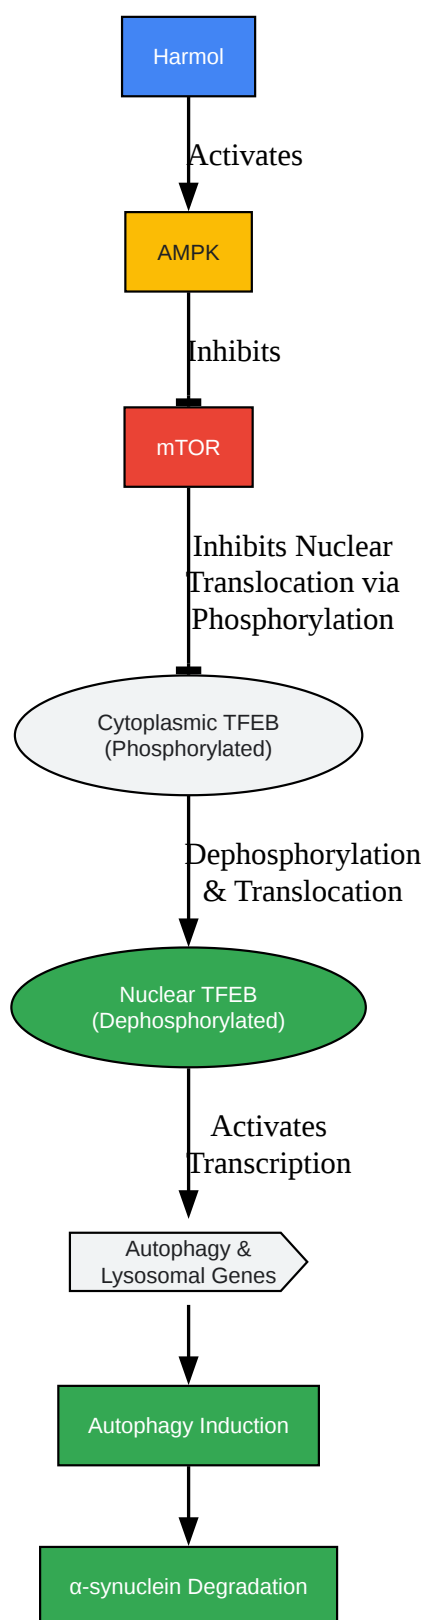 Harmol
Activates
AMPK
Inhibits
mTOR
Inhibits Nuclear
Translocation via
Phosphorylation
Cytoplasmic TFEB
(Phosphorylated)
Dephosphorylation
& Translocation
Nuclear TFEB
(Dephosphorylated)
Activates
Transcription
Autophagy &
Lysosomal Genes
Autophagy Induction
α-synuclein Degradation